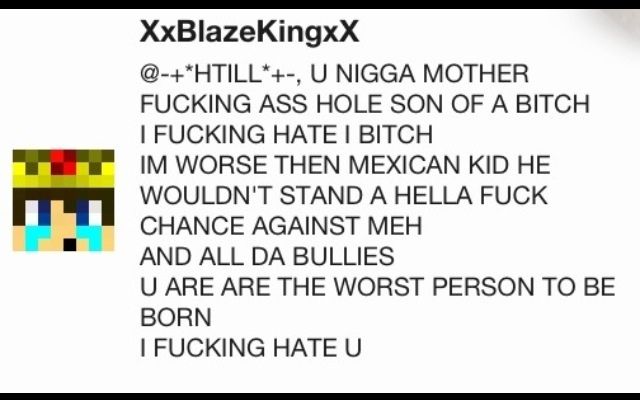 XxBlazeKingxX
@-+*HTILL*+-, U NIGGA MOTHER
FUCKING ASS HOLE SON OF A BITCH
I FUCKING HATE I BITCH
IM WORSE THEN MEXICAN KID HE
WOULDN'T STAND A HELLA FUCK
CHANCE AGAINST MEH
AND ALL DA BULLIES
U ARE ARE THE WORST PERSON TO BE
BORN
I FUCKING HATE U